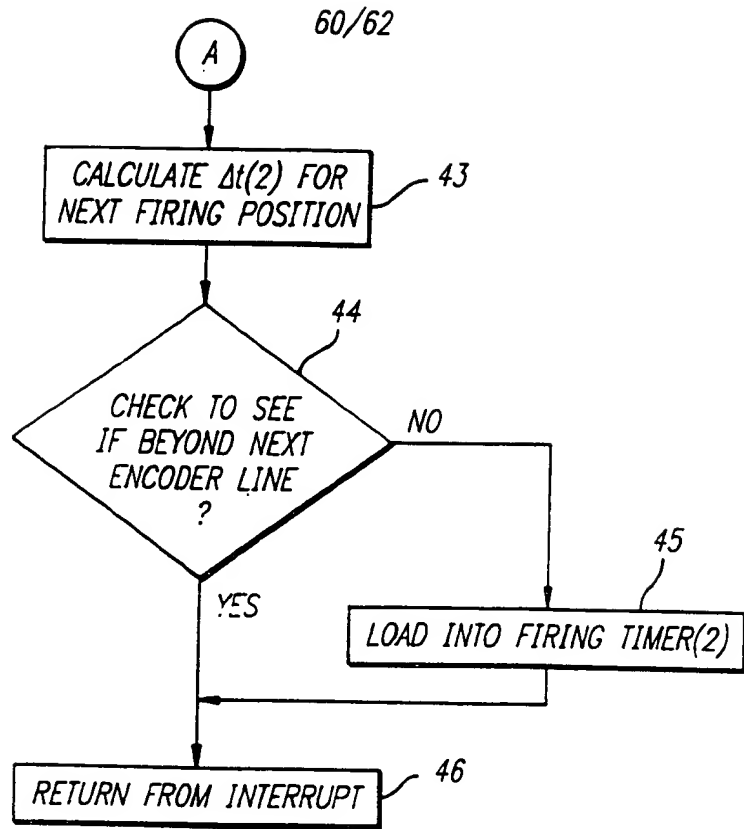 60/62
A
CALCULATE Δt(2) FOR
NEXT FIRING POSITION
43
44
CHECK TO SEE
IF BEYOND NEXT
ENCODER LINE
?
NO
YES
45
LOAD INTO FIRING TIMER(2)
46
RETURN FROM INTERRUPT